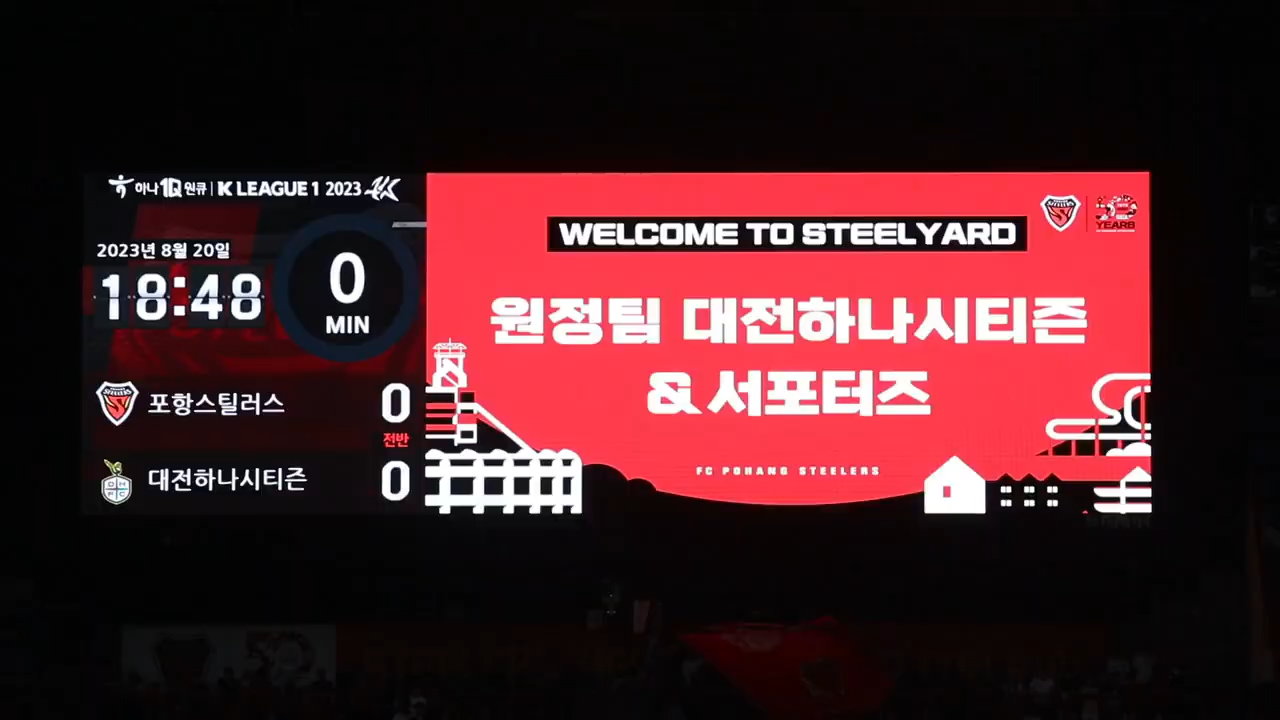 하나1Q원큐 | K LEAGUE 1 2023
2023년 8월 20일
18:48
0
MIN
포항스틸러스 0
전반
대전하나시티즌 0
WELCOME TO STEELYARD
YEARS
원정팀 대전하나시티즌
& 서포터즈
FC POHANG STEELERS